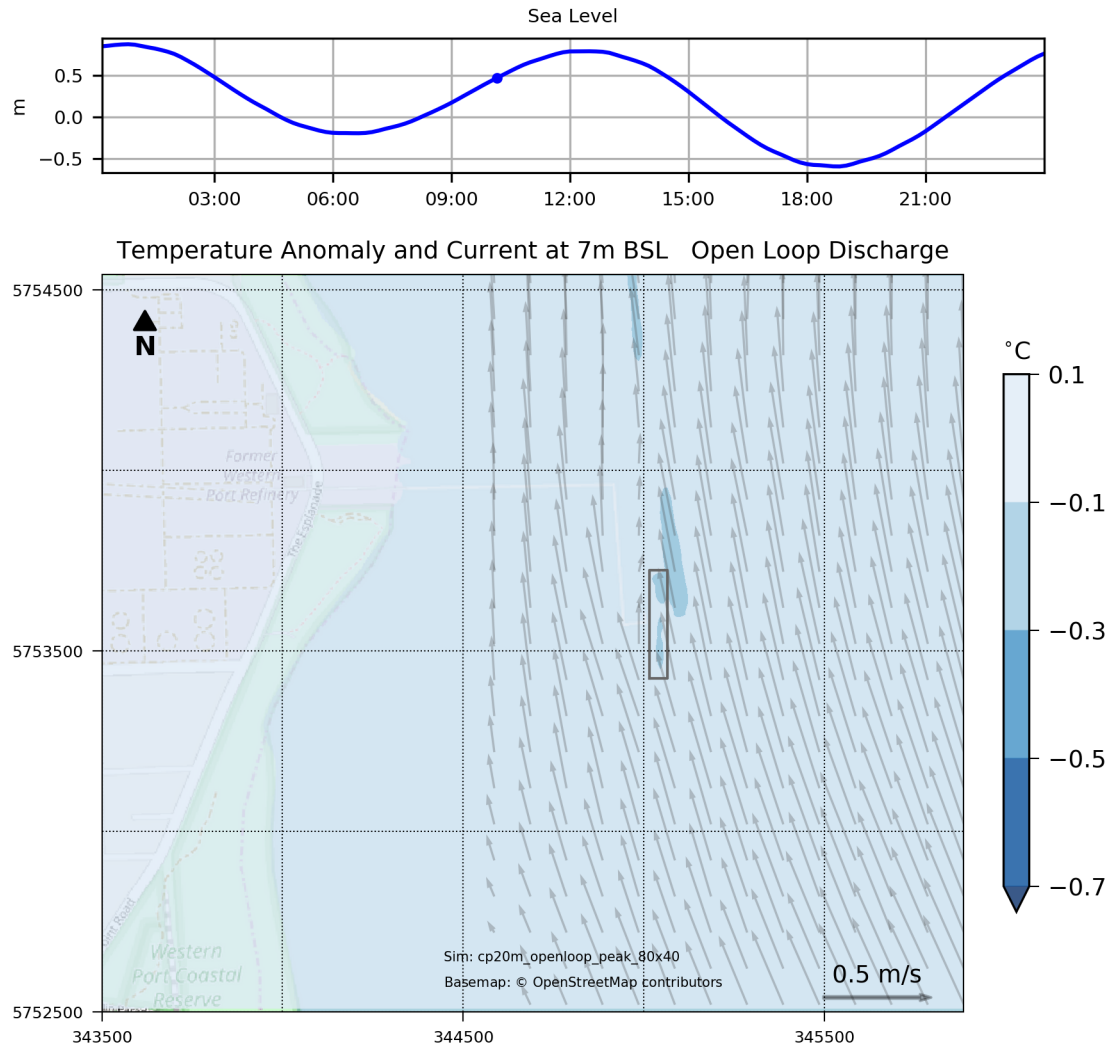 Sea Level
m
0.5
0.0
−0.5
03:00 06:00 09:00 12:00 15:00 18:00 21:00
Temperature Anomaly and Current at 7m BSL Open Loop Discharge
5754500
5753500
5752500
N
Former
Western
Port Refinery
The Esplanade
Western
Port Coastal
Reserve
Road
Sim: cp20m_openloop_peak_80x40
Basemap: © OpenStreetMap contributors
0.5 m/s
343500 344500 345500
°C
0.1
−0.1
−0.3
−0.5
−0.7